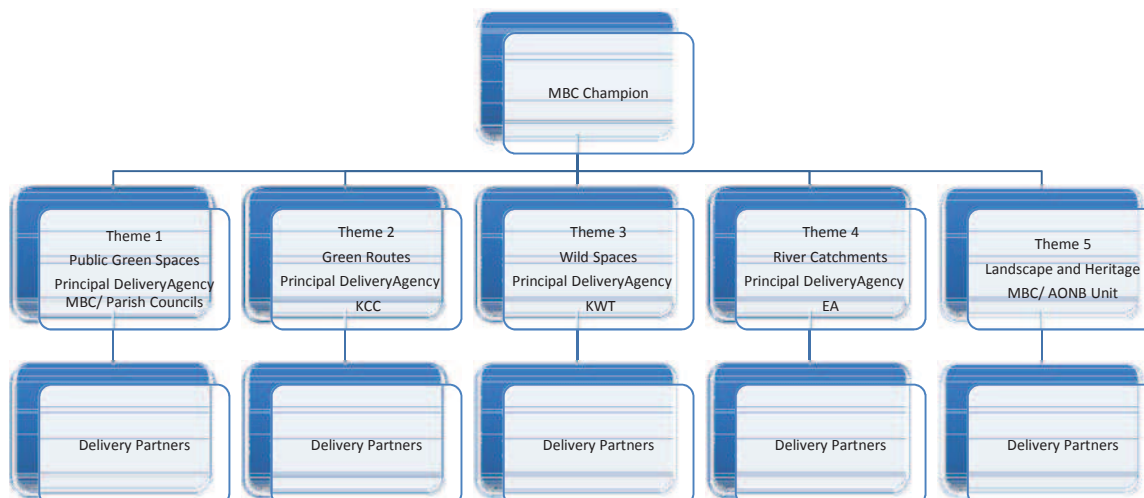 MBC Champion
Theme 1
Public Green Spaces
Principal DeliveryAgency
MBC/ Parish Councils
Theme 2
Green Routes
Principal DeliveryAgency
KCC
Theme 3
Wild Spaces
Principal DeliveryAgency
KWT
Theme 4
River Catchments
Principal DeliveryAgency
EA
Theme 5
Landscape and Heritage
MBC/ AONB Unit
Delivery Partners
Delivery Partners
Delivery Partners
Delivery Partners
Delivery Partners